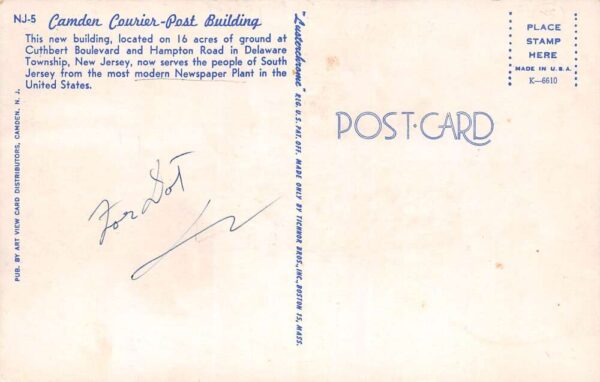 NJ-5 Camden Courier-Post Building
This new building, located on 16 acres of ground at
Cuthbert Boulevard and Hampton Road in Delaware
Township, New Jersey, now serves the people of South
Jersey from the most modern Newspaper Plant in the
United States.
PUB. BY ART VIEW CARD DISTRIBUTORS, CAMDEN, N. J.
For Dot
"Lusterchrome" REG. U.S. PAT. OFF. MADE ONLY BY TICHNOR BROS., INC., BOSTON 15, MASS.
POST-CARD
PLACE
STAMP
HERE
MADE IN U.S.A.
K—6610